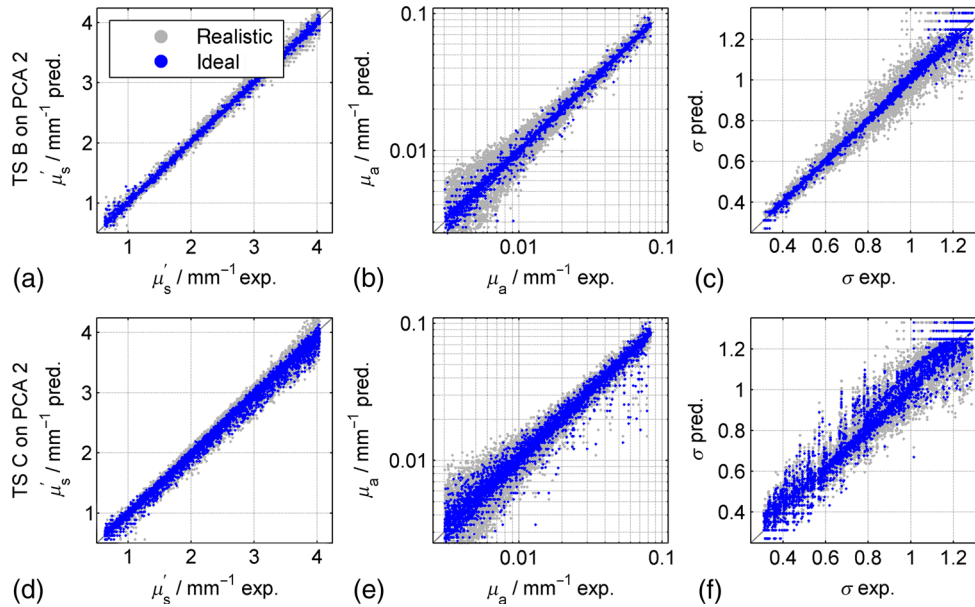 TS B on PCA 2
μs′ / mm−1 pred.
4
3
2
1
Realistic
Ideal
1 2 3 4
(a) μs′ / mm−1 exp.
μa / mm−1 pred.
0.1
0.01
0.01 0.1
(b) μa / mm−1 exp.
σ pred.
1.2
1
0.8
0.6
0.4
0.4 0.6 0.8 1 1.2
(c) σ exp.
TS C on PCA 2
μs′ / mm−1 pred.
4
3
2
1
1 2 3 4
(d) μs′ / mm−1 exp.
μa / mm−1 pred.
0.1
0.01
0.01 0.1
(e) μa / mm−1 exp.
σ pred.
1.2
1
0.8
0.6
0.4
0.4 0.6 0.8 1 1.2
(f) σ exp.